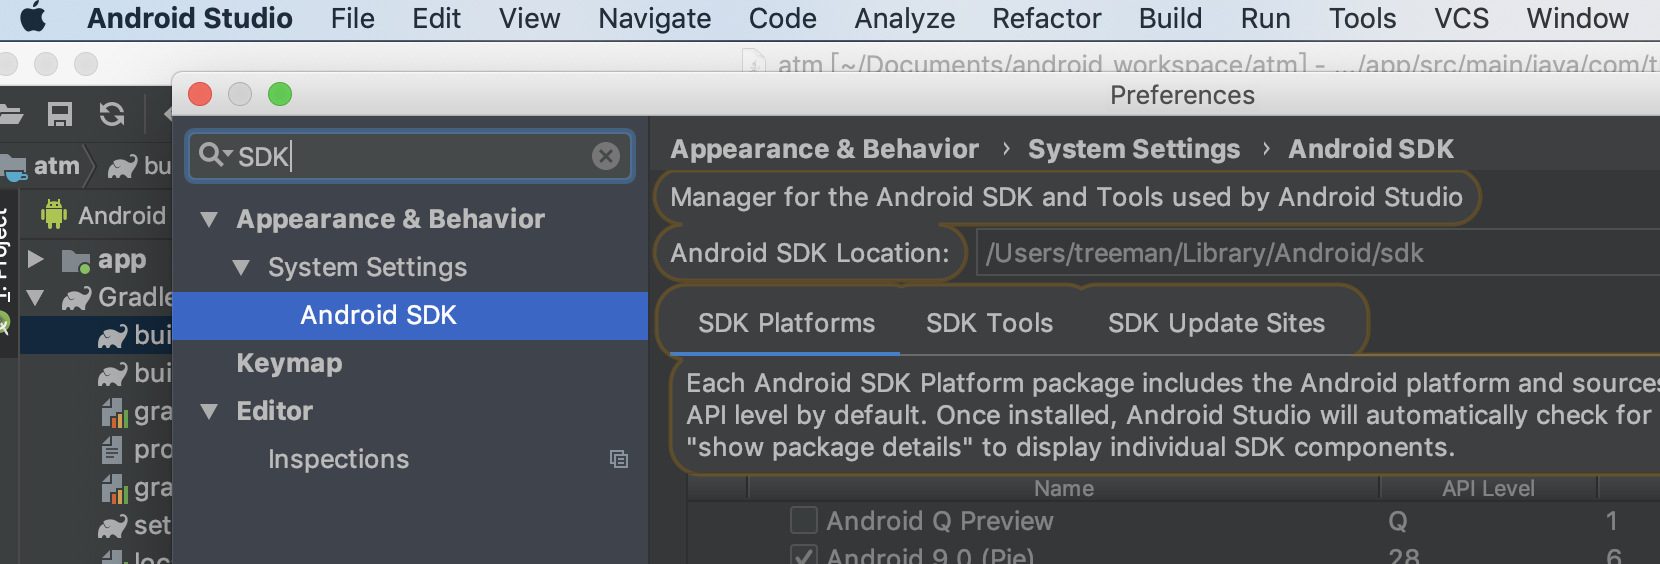 Android Studio File Edit View Navigate Code Analyze Refactor Build Run Tools VCS Window
atm [~/Documents/android_workspace/atm] - .../app/src/main/java/com/t
Preferences
SDK
atm bu
Appearance & Behavior › System Settings › Android SDK
Project
Android
Appearance & Behavior
Manager for the Android SDK and Tools used by Android Studio
app
System Settings
Android SDK Location: /Users/treeman/Library/Android/sdk
Gradle
Android SDK
SDK Platforms SDK Tools SDK Update Sites
bui
Keymap
bui
Each Android SDK Platform package includes the Android platform and sources
gra
Editor
API level by default. Once installed, Android Studio will automatically check for
pro
Inspections
"show package details" to display individual SDK components.
gra
Name API Level
set
Android Q Preview Q 1
loc
Android 9.0 (Pie) 28 6